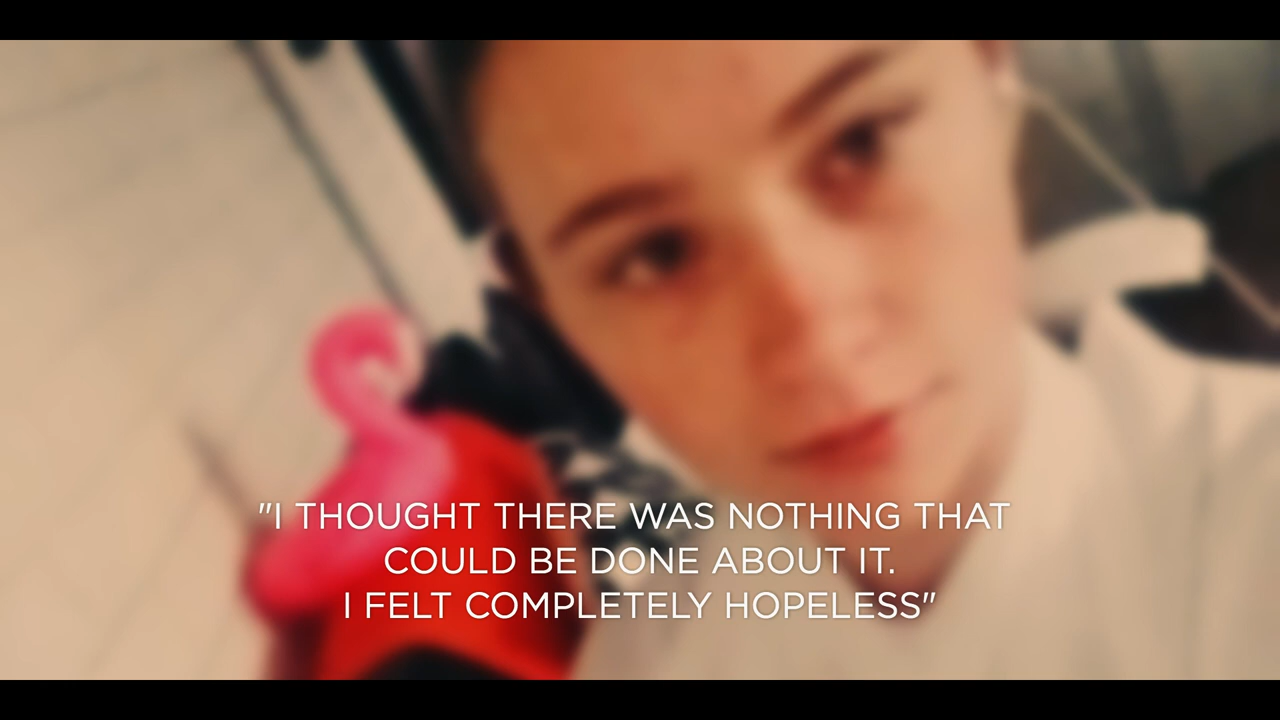 "I THOUGHT THERE WAS NOTHING THAT
COULD BE DONE ABOUT IT.
I FELT COMPLETELY HOPELESS"